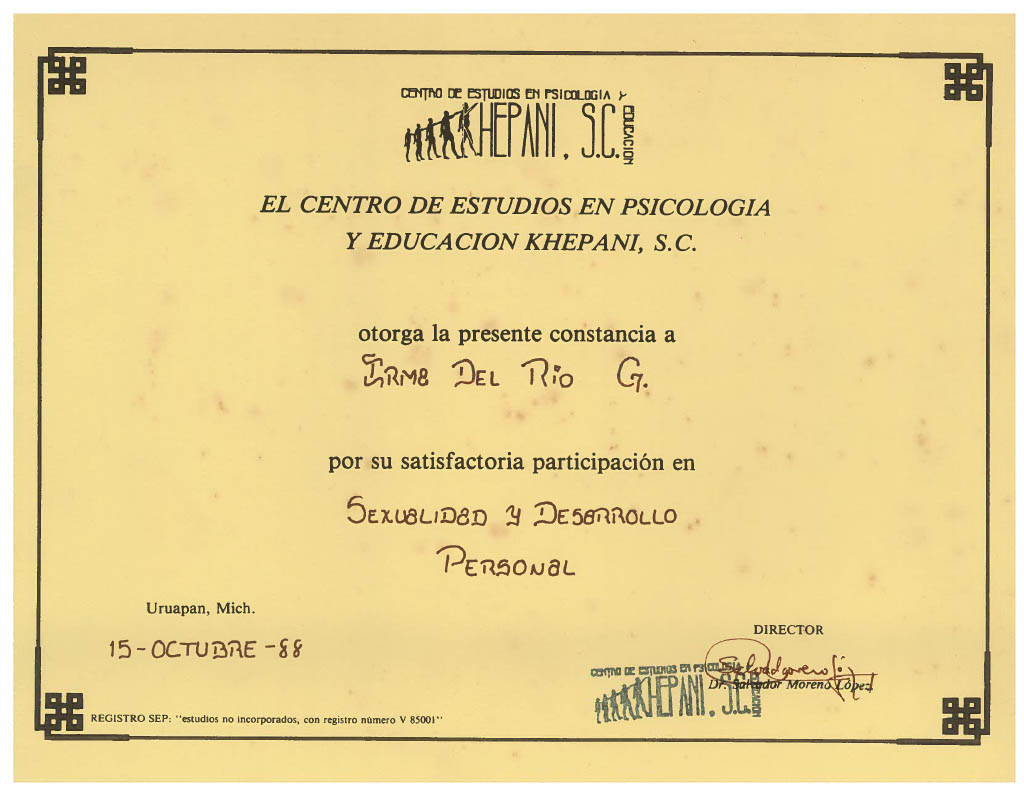 CENTRO DE ESTUDIOS EN PSICOLOGIA Y
KHEPANI, S.C. EDUCACION
EL CENTRO DE ESTUDIOS EN PSICOLOGIA
Y EDUCACION KHEPANI, S.C.
otorga la presente constancia a
Irma Del Rio G.
por su satisfactoria participación en
Sexualidad y Desarrollo
Personal
Uruapan, Mich.
15-OCTUBRE-88
DIRECTOR
Dr. Salvador Moreno López
CENTRO DE ESTUDIOS EN PSICOLOGIA
KHEPANI, S.C. EDUCACION
REGISTRO SEP: "estudios no incorporados, con registro número V 85001"